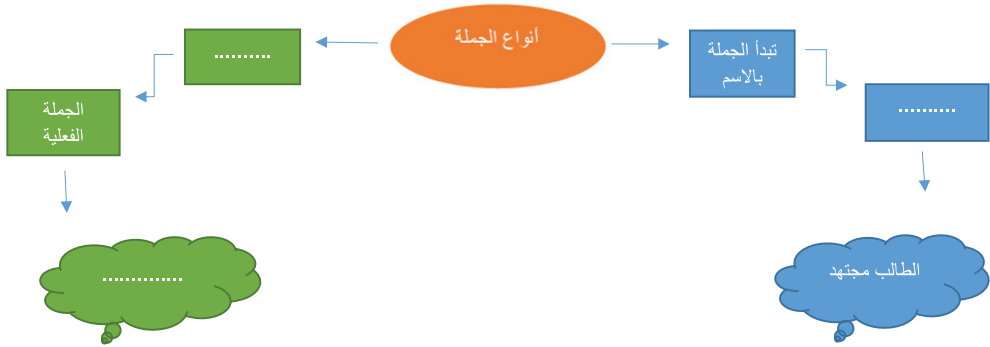 أنواع الجملة
تبدأ الجملة
بالاسم
..........
..........
الجملة
الفعلية
الطالب مجتهد
..............